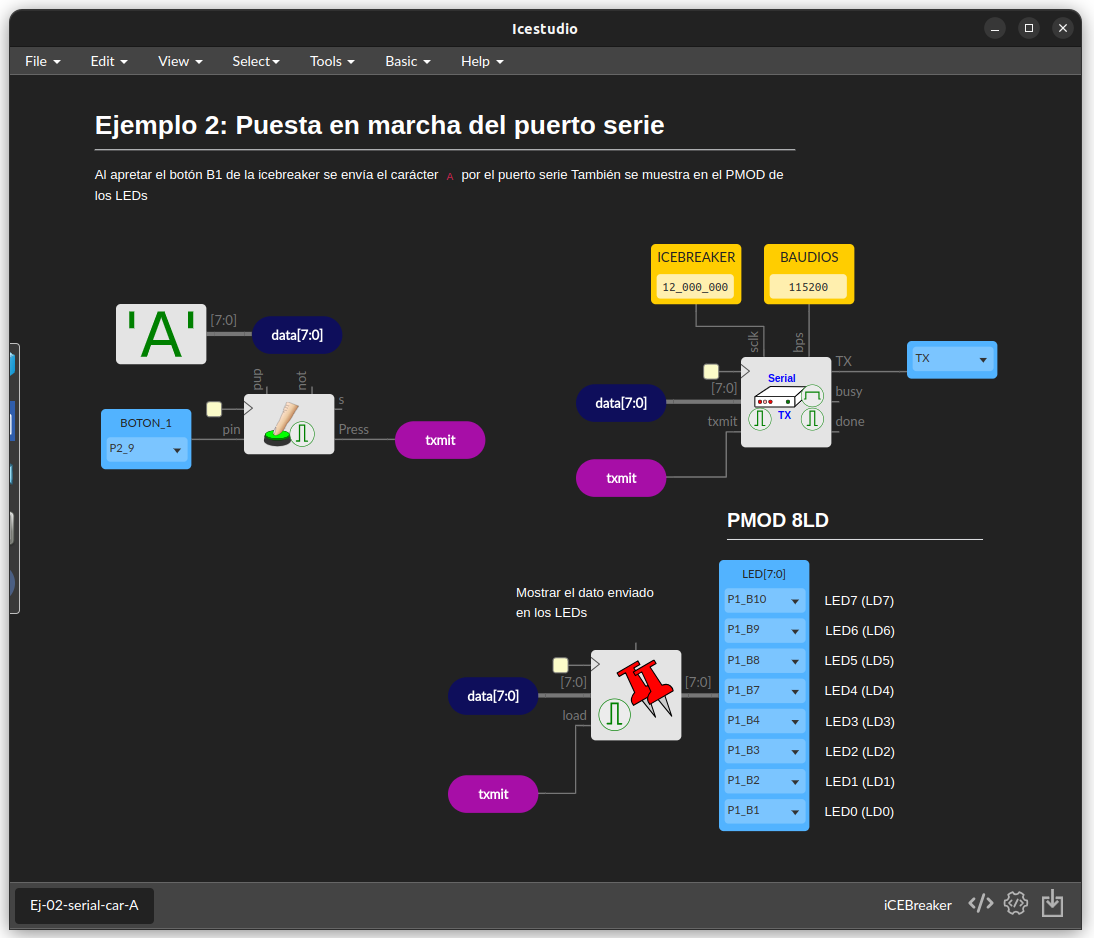 Icestudio
File Edit View Select Tools Basic Help
Ejemplo 2: Puesta en marcha del puerto serie
Al apretar el botón B1 de la icebreaker se envía el carácter A por el puerto serie También se muestra en el PMOD de
los LEDs
ICEBREAKER
12_000_000
BAUDIOS
115200
'A'
[7:0]
data[7:0]
pup
not
BOTON_1
P2_9
pin
s
Press
txmit
sclk
bps
data[7:0]
[7:0]
txmit
Serial
TX
TX
busy
done
TX
txmit
PMOD 8LD
Mostrar el dato enviado
en los LEDs
data[7:0]
[7:0]
load
[7:0]
txmit
LED[7:0]
P1_B10 LED7 (LD7)
P1_B9 LED6 (LD6)
P1_B8 LED5 (LD5)
P1_B7 LED4 (LD4)
P1_B4 LED3 (LD3)
P1_B3 LED2 (LD2)
P1_B2 LED1 (LD1)
P1_B1 LED0 (LD0)
Ej-02-serial-car-A
iCEBreaker